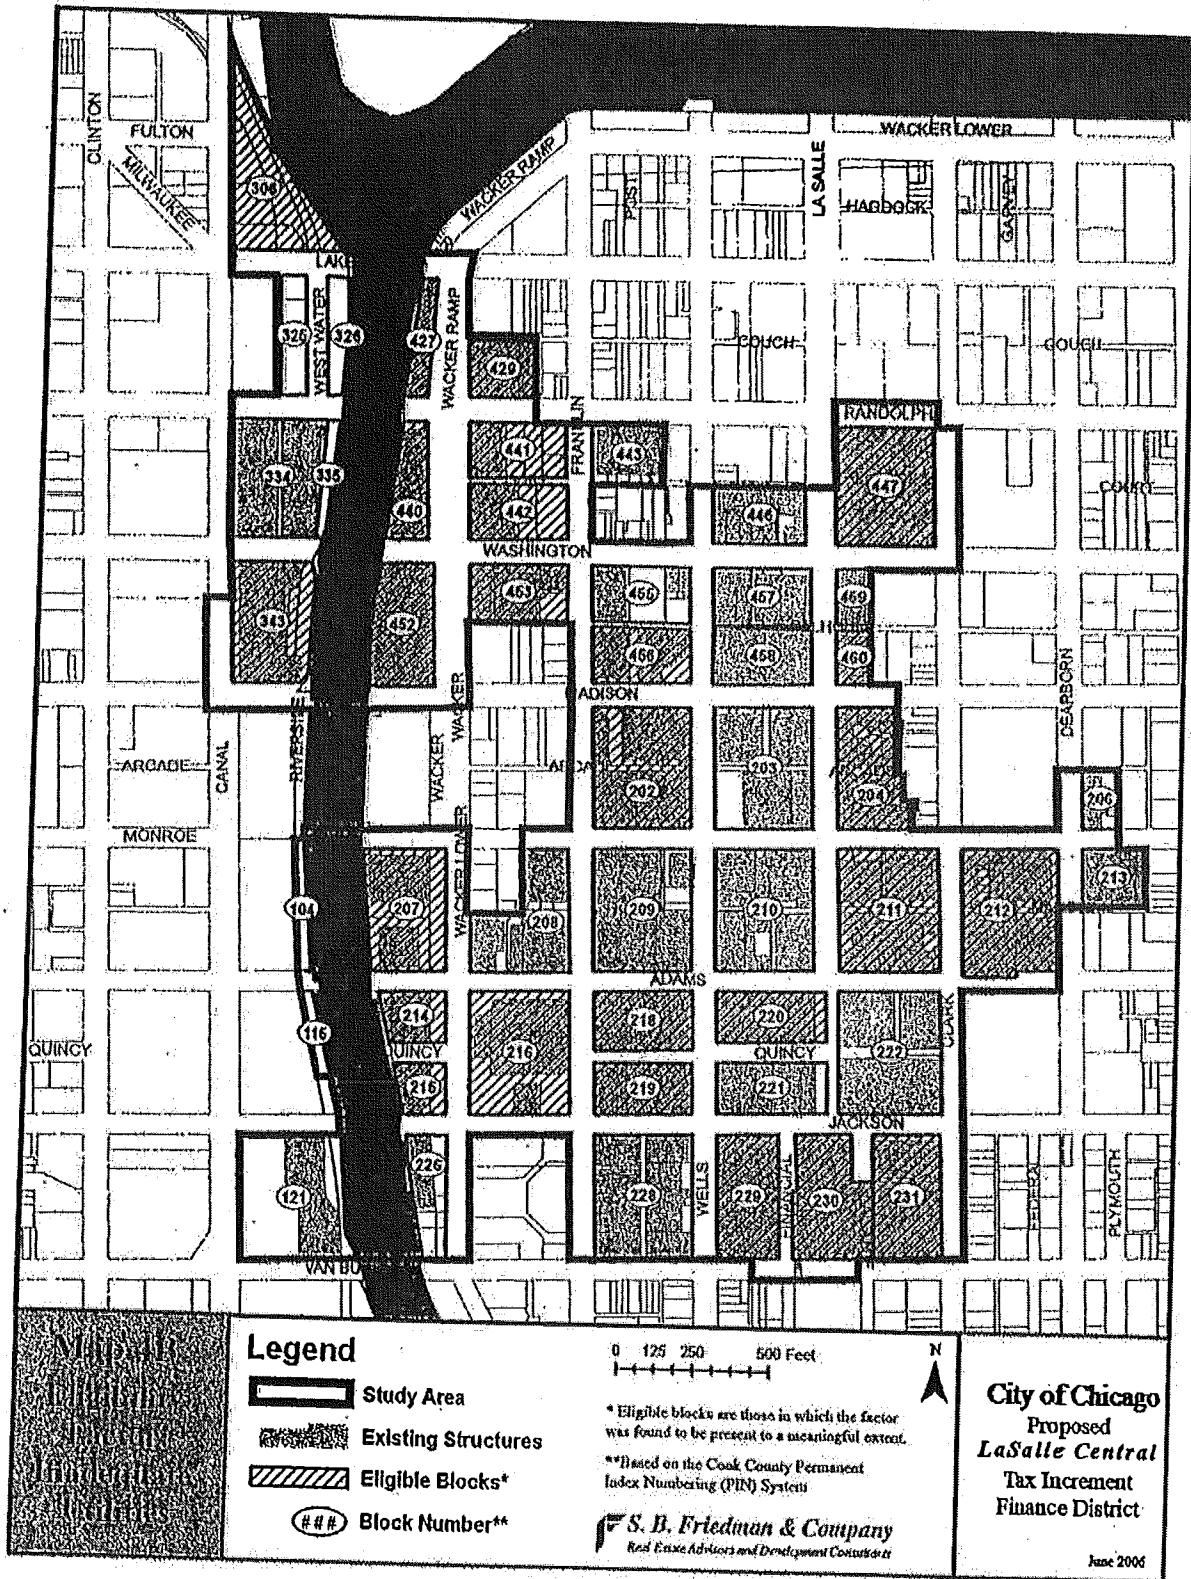 CLINTON
FULTON
MILWAUKEE
WACKER RAMP
WACKER LOWER
POST
LA SALLE
HADDOCK
GARVEY
308
LAKE
325
WEST WATER
326
427
WACKER RAMP
429
COUCH
COUCH
RANDOLPH
FRANKLIN
334
335
440
441
442
443
446
447
COURT
WASHINGTON
343
452
453
455
456
457
458
459
460
DEARBORN
RIVERSIDE
WACKER
WACKER
CANAL
ARCADE
202
203
204
206
MONROE
104
207
WACKER LOWER
208
209
210
211
212
213
ADAMS
116
214
QUINCY
QUINCY
215
216
218
219
220
QUINCY
221
222
CLARK
JACKSON
121
226
228
WELLS
229
230
231
FEDERAL
PLYMOUTH
VAN BU
Legend
Study Area
Existing Structures
Eligible Blocks*
### Block Number**
0 125 250 500 Feet
N
* Eligible blocks are those in which the factor
was found to be present to a meaningful extent.
**Based on the Cook County Permanent
Index Numbering (PIN) System
S. B. Friedman & Company
Real Estate Advisors and Development Consultants
City of Chicago
Proposed
LaSalle Central
Tax Increment
Finance District
June 2006